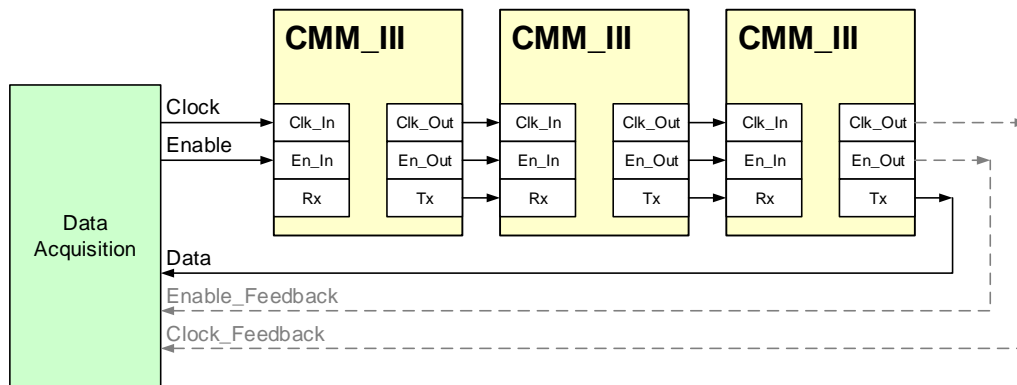 CMM_III CMM_III CMM_III
Clock
Clk_In Clk_Out Clk_In Clk_Out Clk_In Clk_Out
Enable
En_In En_Out En_In En_Out En_In En_Out
Rx Tx Rx Tx Rx Tx
Data
Acquisition
Data
Enable_Feedback
Clock_Feedback